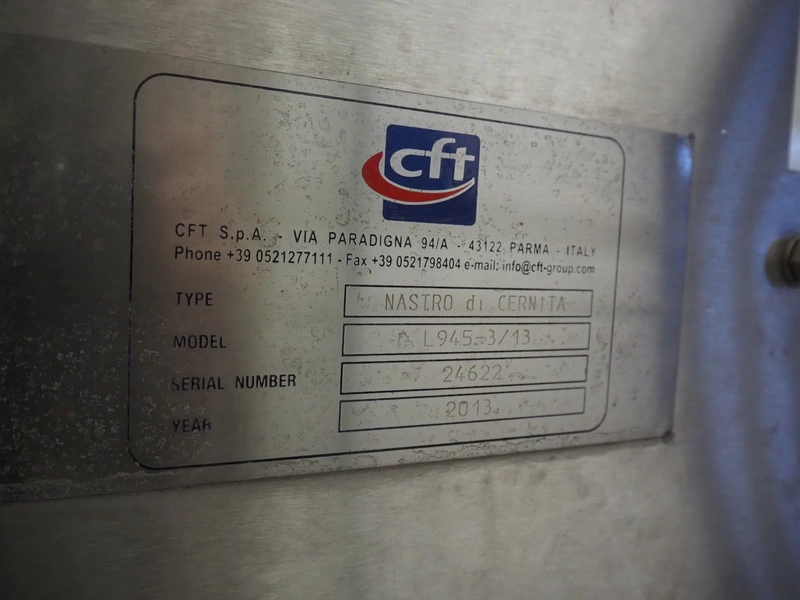 cft
CFT S.p.A. - VIA PARADIGNA 94/A - 43122 PARMA - ITALY
Phone +39 0521277111 - Fax +39 0521798404 e-mail: info@cft-group.com
TYPE NASTRO di CERNITA
MODEL L945-3/13
SERIAL NUMBER 24622
YEAR 2013